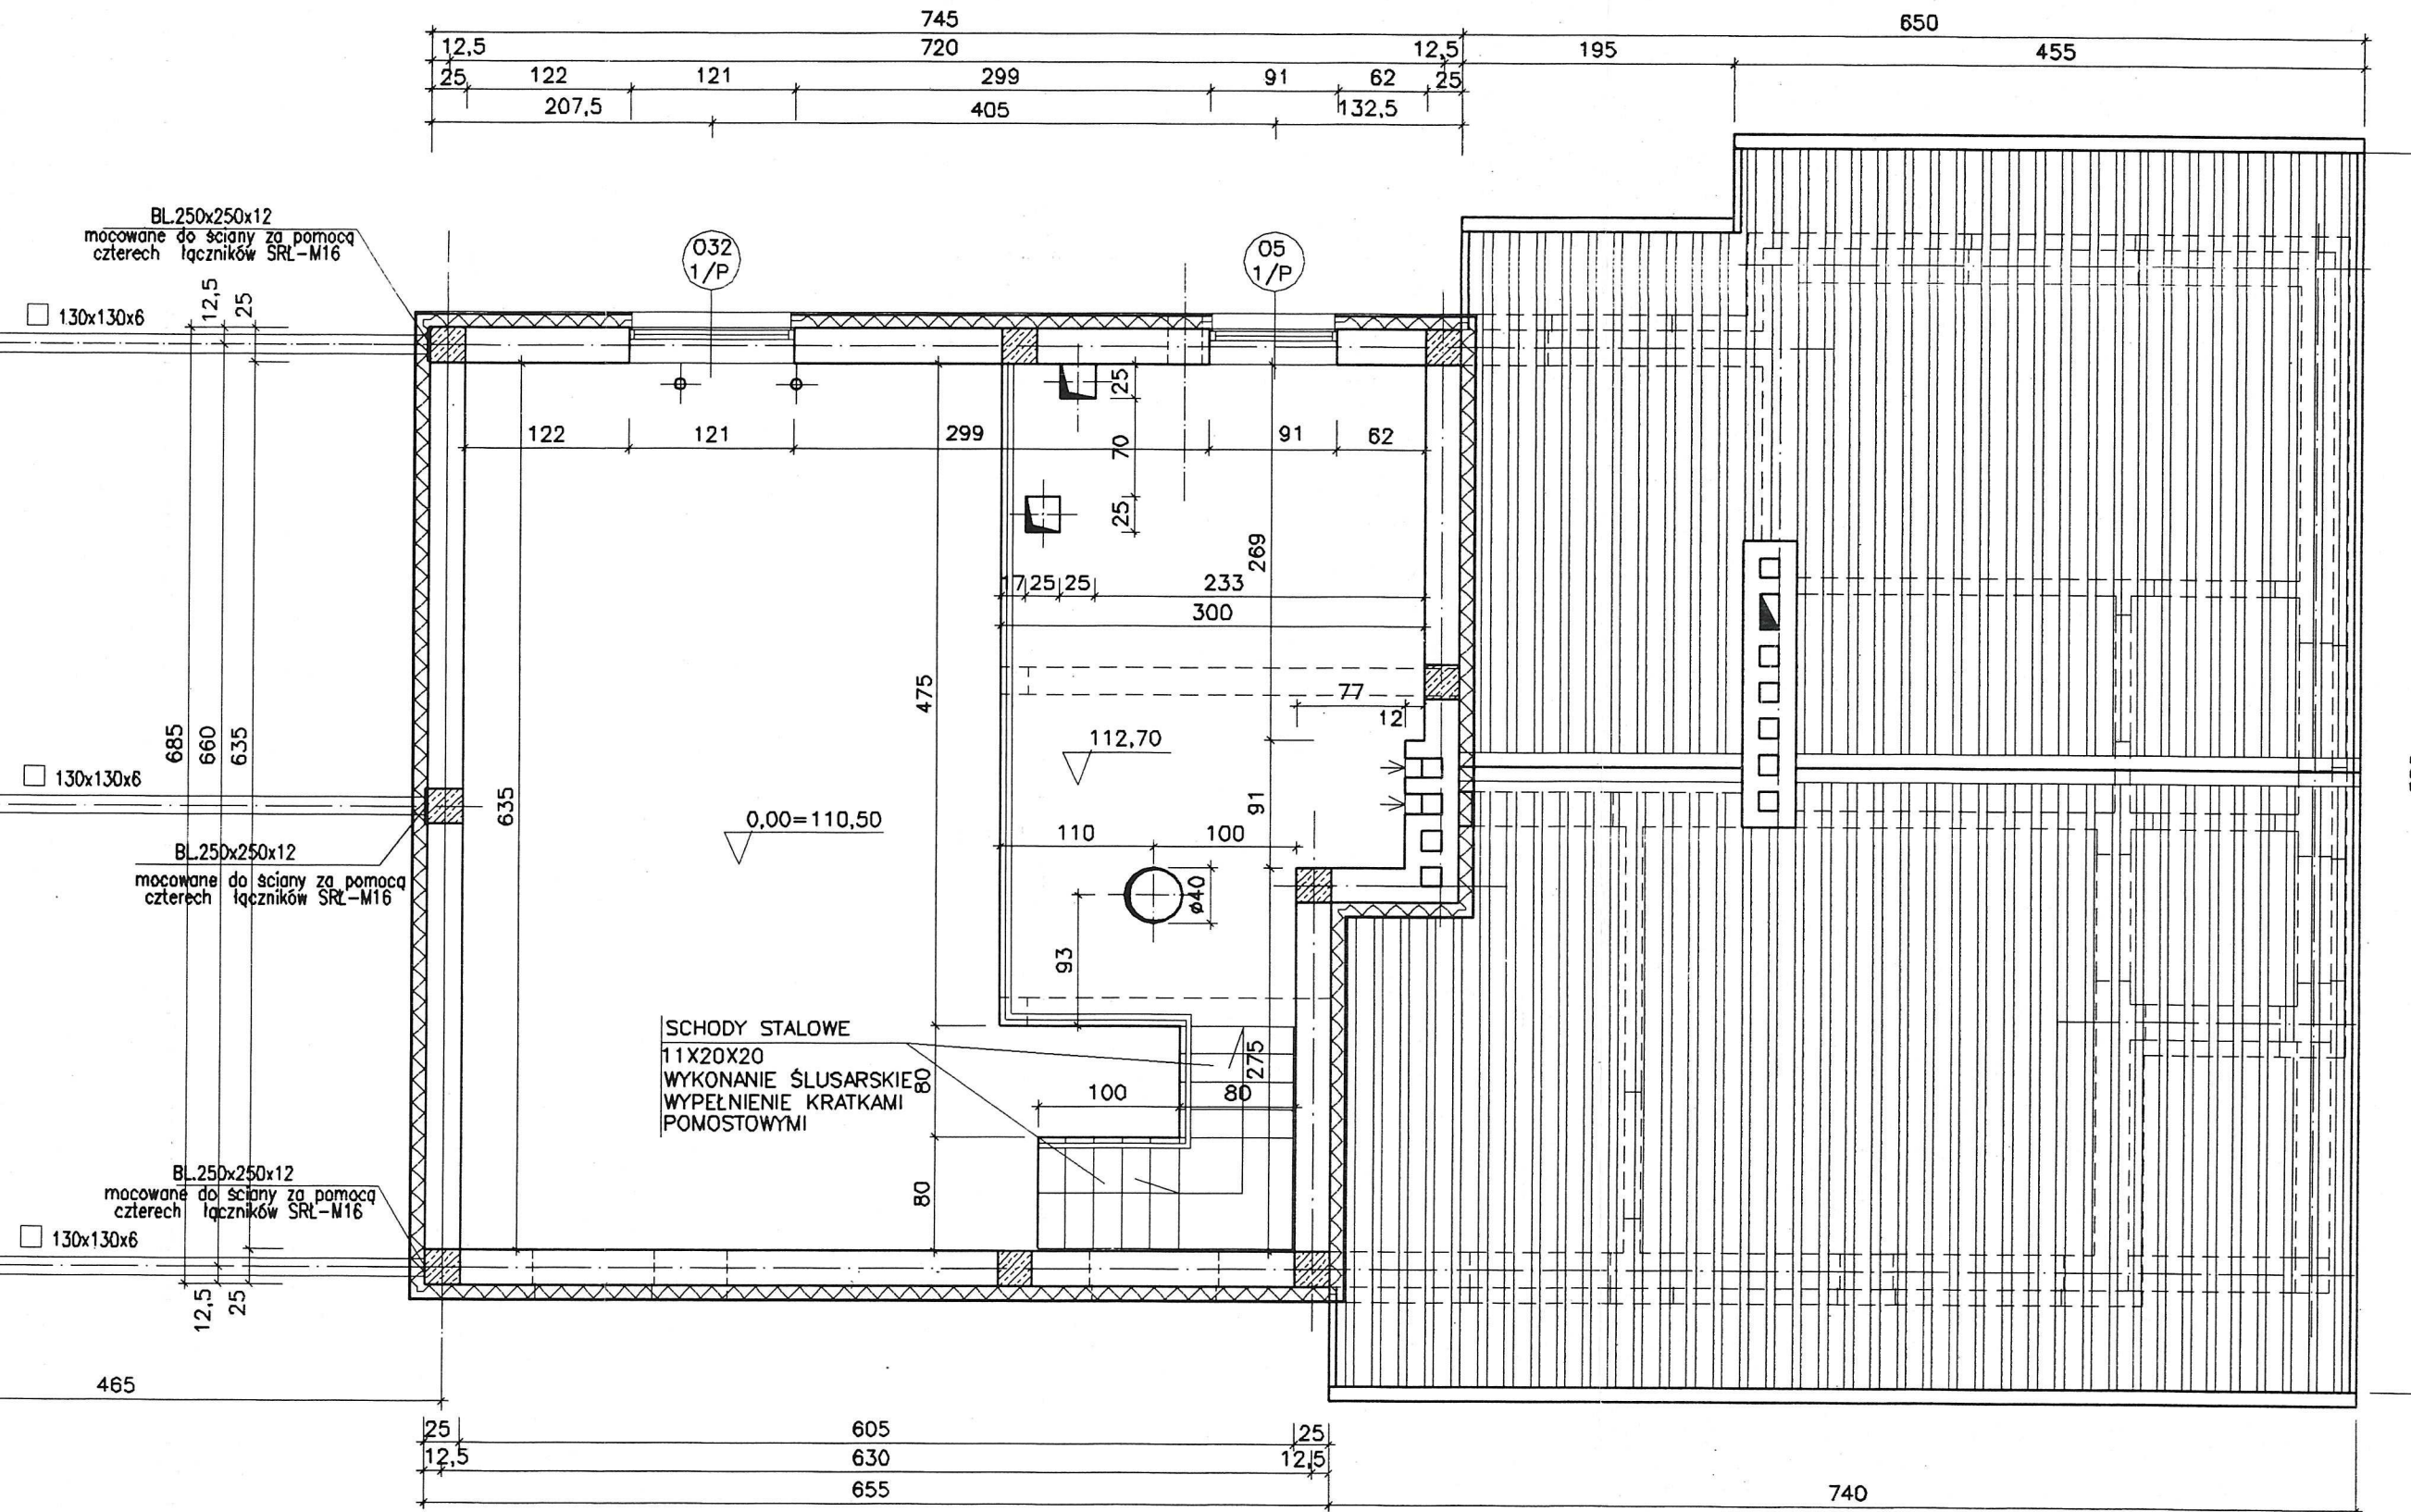 745
650
12,5
720
12,5
195
455
25
122
121
299
91
62
25
207,5
405
132,5
BL.250x250x12
mocowane do ściany za pomocą
czterech łączników SRŁ-M16
O32
1/P
O5
1/P
130x130x6
12,5
25
25
122
121
299
91
62
70
25
269
17
25
25
233
300
475
77
12
685
660
635
635
112,70
130x130x6
0,00=110,50
91
110
100
BL.250x250x12
mocowane do ściany za pomocą
czterech łączników SRŁ-M16
ø40
93
SCHODY STALOWE
11X20X20
WYKONANIE ŚLUSARSKIE
WYPEŁNIENIE KRATKAMI
POMOSTOWYMI
80
275
100
80
BL.250x250x12
mocowane do ściany za pomocą
czterech łączników SRŁ-M16
80
130x130x6
12,5
25
465
25
605
25
12,5
630
12,5
655
740